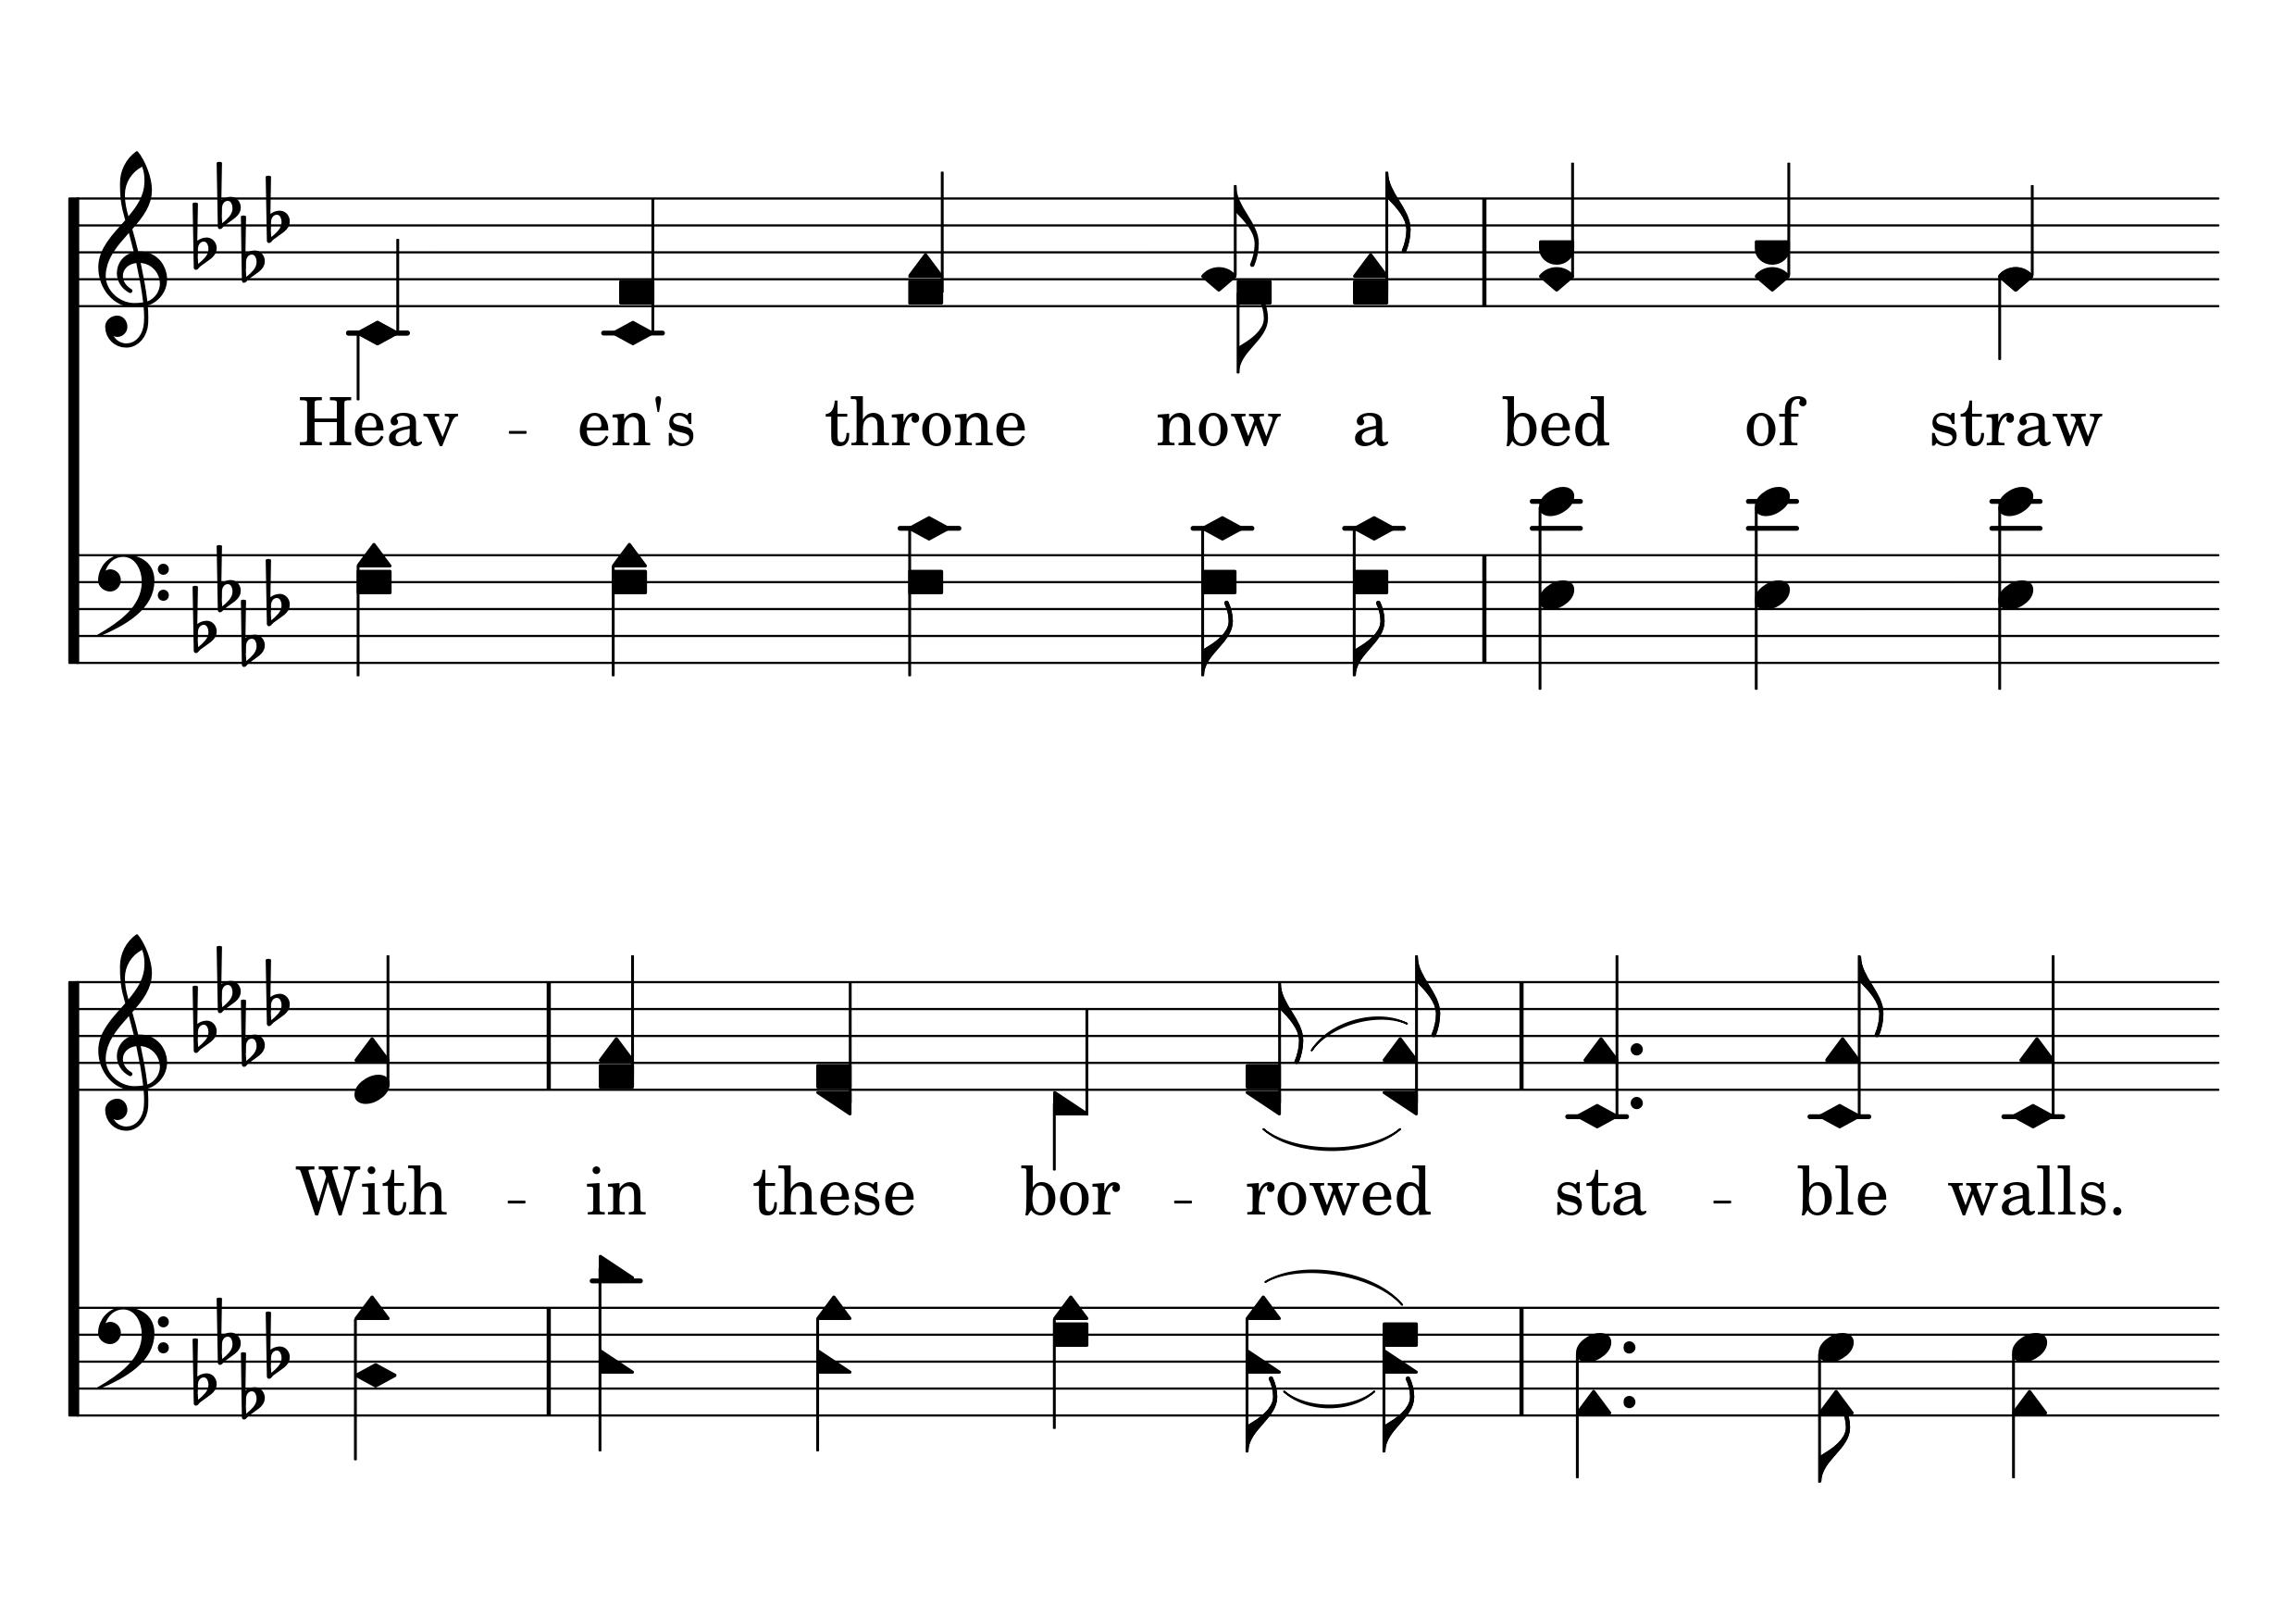 Heav - en's throne now a bed of straw
With - in these bor - rowed sta - ble walls.